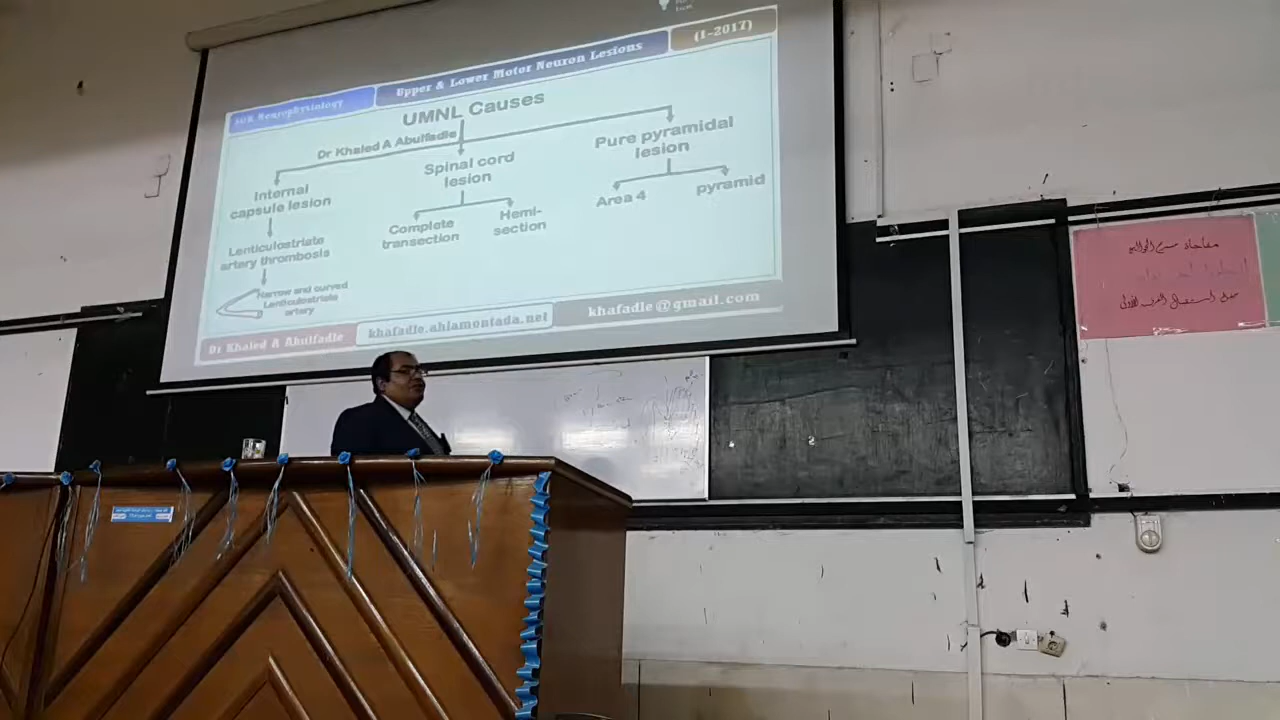 Neurophysiology
Upper & Lower Motor Neuron Lesions
(1-2017)
UMNL Causes
Dr Khaled A Abulfadle
Internal
capsule lesion
Lenticulostriate
artery thrombosis
Narrow and curved
Lenticulostriate
artery
Spinal cord
lesion
Complete
transection
Hemi-
section
Pure pyramidal
lesion
Area 4
pyramid
Dr Khaled A Abulfadle
khafadle.ahlamontada.net
khafadle@gmail.com